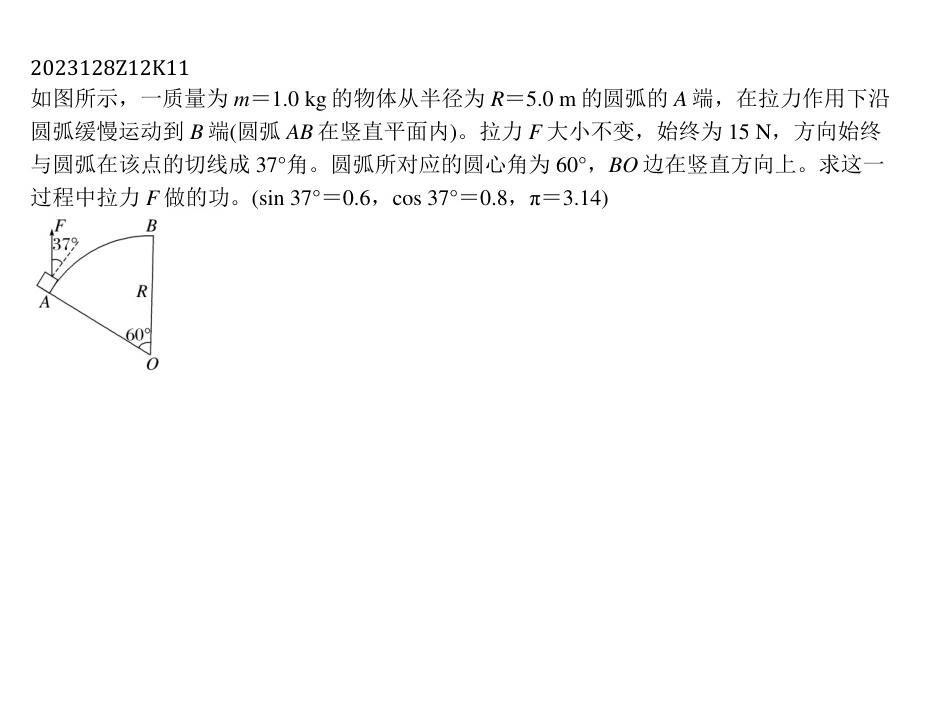 2023128Z12K11
如图所示，一质量为 m＝1.0 kg 的物体从半径为 R＝5.0 m 的圆弧的 A 端，在拉力作用下沿
圆弧缓慢运动到 B 端(圆弧 AB 在竖直平面内)。拉力 F 大小不变，始终为 15 N，方向始终
与圆弧在该点的切线成 37°角。圆弧所对应的圆心角为 60°，BO 边在竖直方向上。求这一
过程中拉力 F 做的功。(sin 37°＝0.6，cos 37°＝0.8，π＝3.14)
F
B
37°
R
A
60°
O